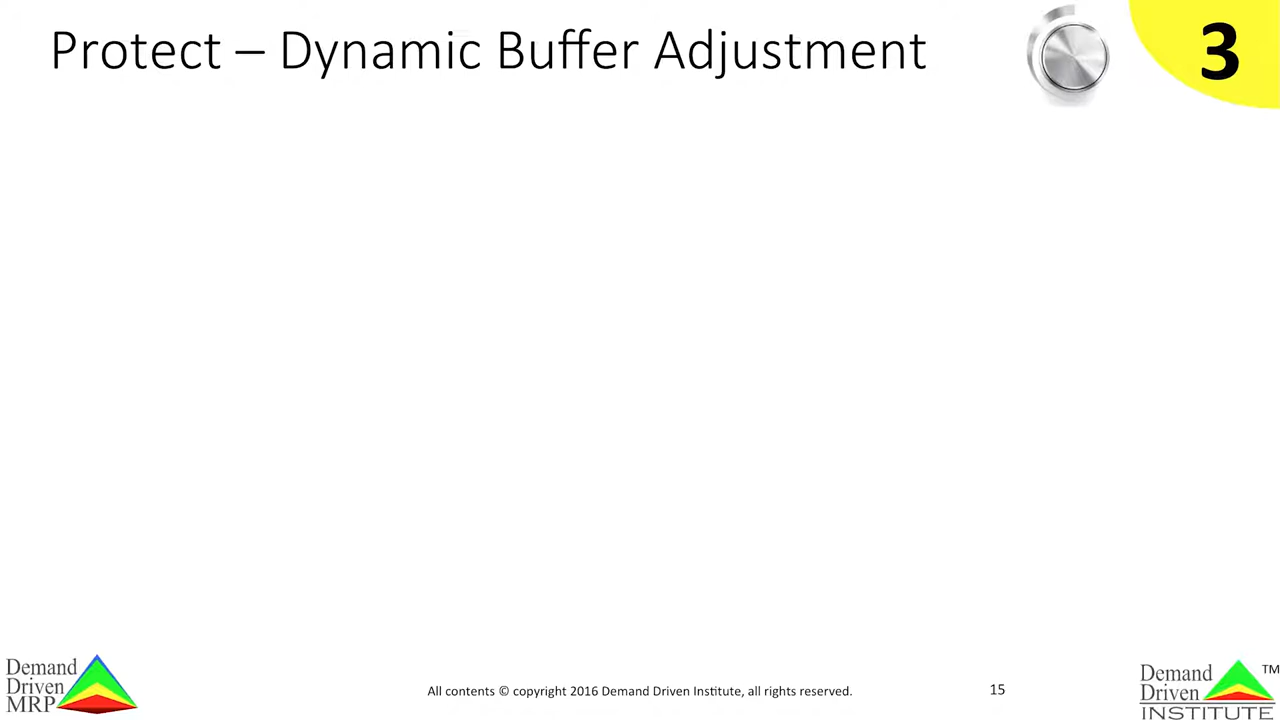 Protect – Dynamic Buffer Adjustment
3
Demand
Driven
MRP
All contents © copyright 2016 Demand Driven Institute, all rights reserved.
15
Demand
Driven
INSTITUTE
TM